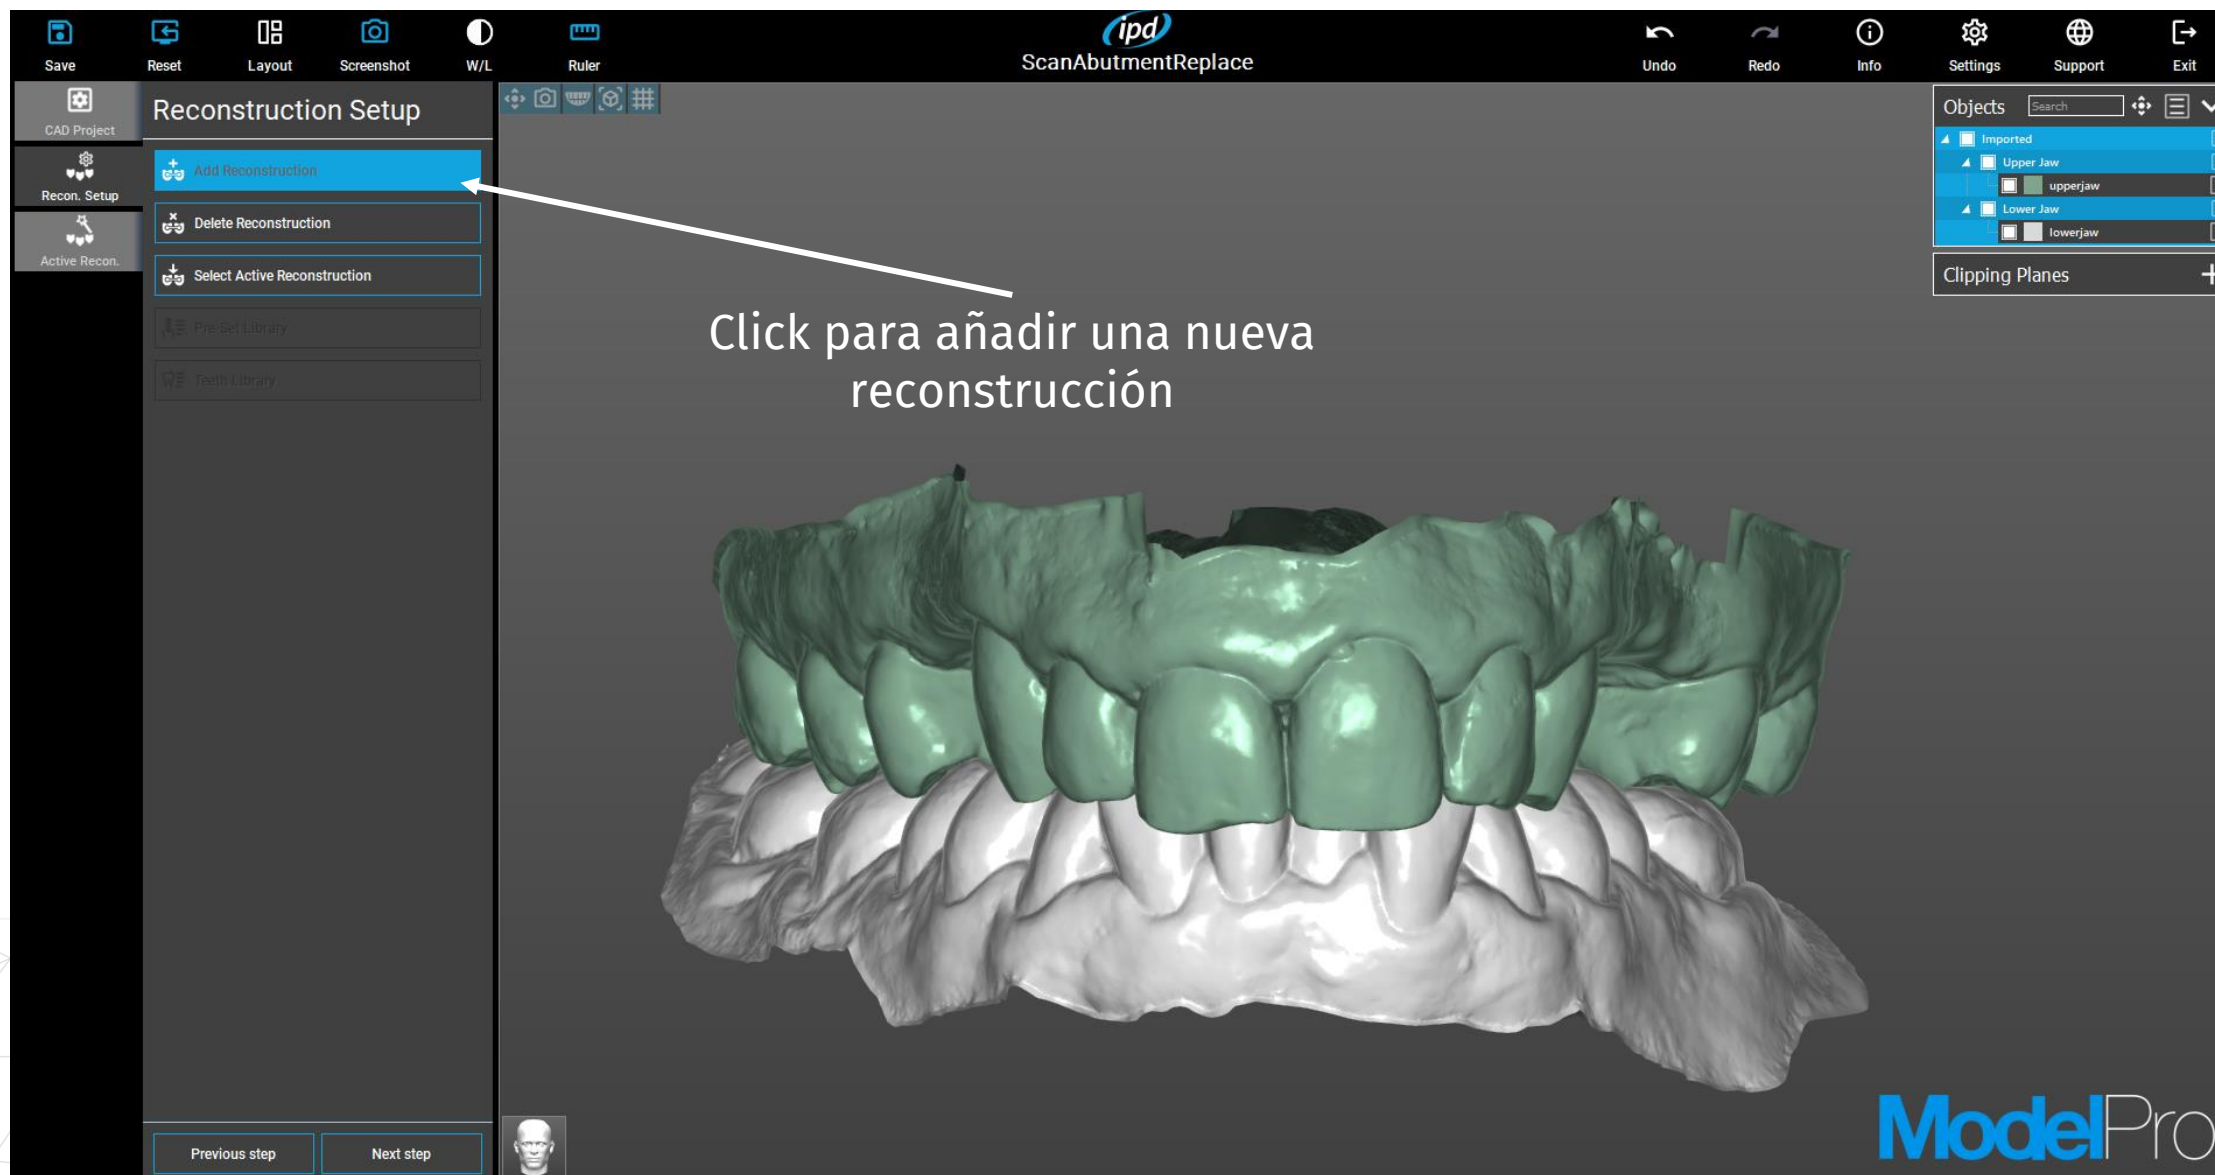 Save
Reset
Layout
Screenshot
W/L
Ruler
ipd
ScanAbutmentReplace
Undo
Redo
Info
Settings
Support
Exit
CAD Project
Recon. Setup
Active Recon.
Reconstruction Setup
Add Reconstruction
Delete Reconstruction
Select Active Reconstruction
Pre-Set Library
Teeth Library
Click para añadir una nueva
reconstrucción
Objects
Search
Imported
Upper Jaw
upperjaw
Lower Jaw
lowerjaw
Clipping Planes
Previous step
Next step
ModelPro